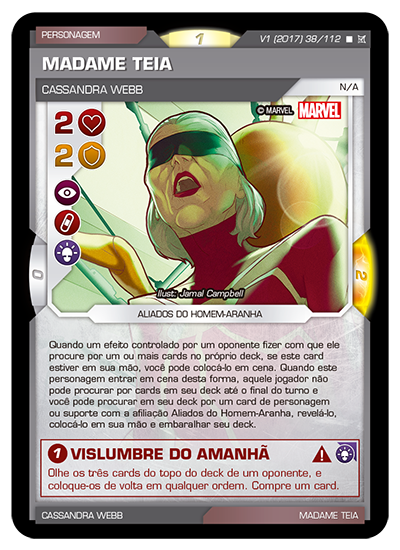 PERSONAGEM
1
V1 (2017) 38/112
MADAME TEIA
CASSANDRA WEBB
N/A
© MARVEL MARVEL
2
2
0
2
Ilust: Jamal Campbell
ALIADOS DO HOMEM-ARANHA
Quando um efeito controlado por um oponente fizer com que ele
procure por um ou mais cards no próprio deck, se este card
estiver em sua mão, você pode colocá-lo em cena. Quando este
personagem entrar em cena desta forma, aquele jogador não
pode procurar por cards em seu deck até o final do turno e
você pode procurar em seu deck por um card de personagem
ou suporte com a afiliação Aliados do Homem-Aranha, revelá-lo,
colocá-lo em sua mão e embaralhar seu deck.
1 VISLUMBRE DO AMANHÃ
Olhe os três cards do topo do deck de um oponente, e
coloque-os de volta em qualquer ordem. Compre um card.
CASSANDRA WEBB
MADAME TEIA